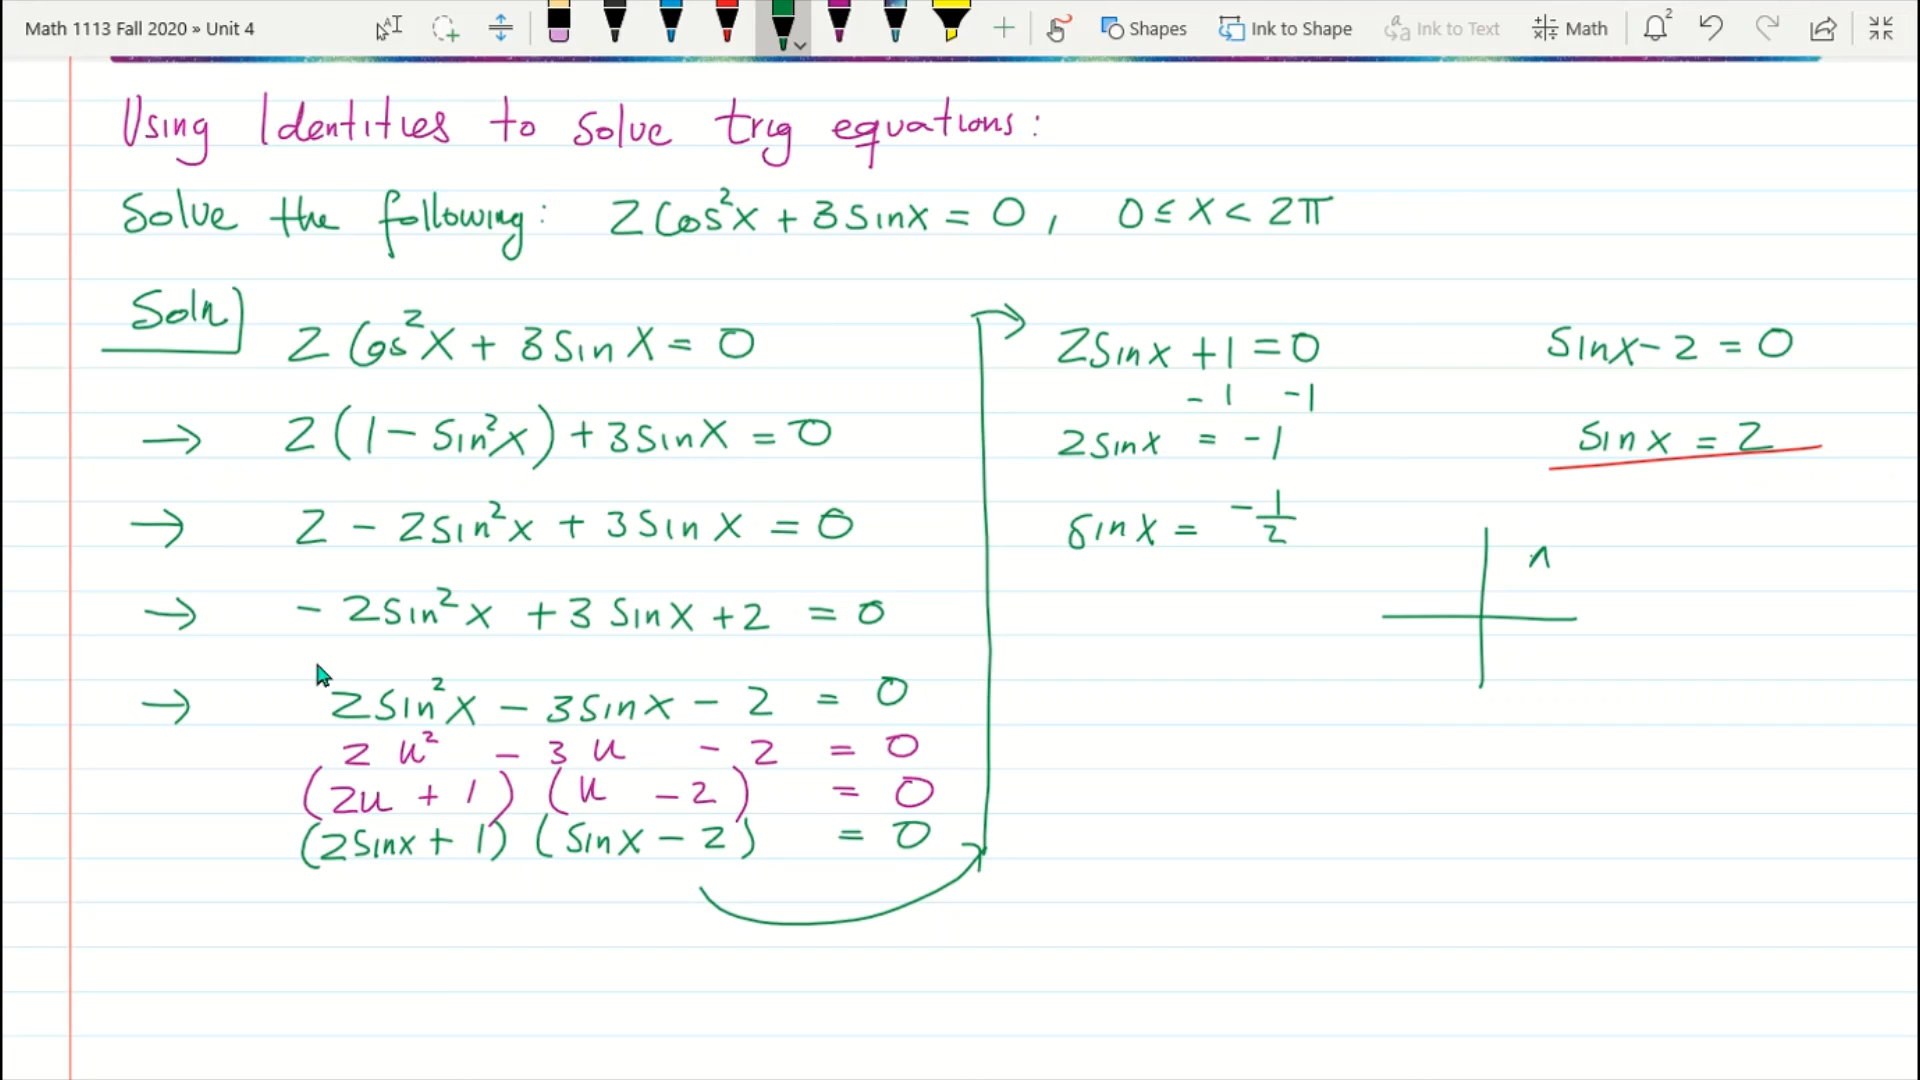 Math 1113 Fall 2020 » Unit 4
Shapes Ink to Shape Ink to Text Math 2
Using Identities to solve trig equations:
Solve the following: 2Cos²x + 3sinx = 0, 0 ≤ x < 2π
Soln
2 Cos²x + 3sinx = 0
→ 2(1 - sin²x) + 3sinx = 0
→ 2 - 2sin²x + 3sinx = 0
→ - 2sin²x + 3sinx + 2 = 0
→ 2sin²x - 3sinx - 2 = 0
2u² - 3u - 2 = 0
(2u + 1) (u - 2) = 0
(2sinx + 1) (sinx - 2) = 0
2sinx + 1 = 0
- 1 -1
2sinx = -1
sinx = -1/2
sinx - 2 = 0
sinx = 2